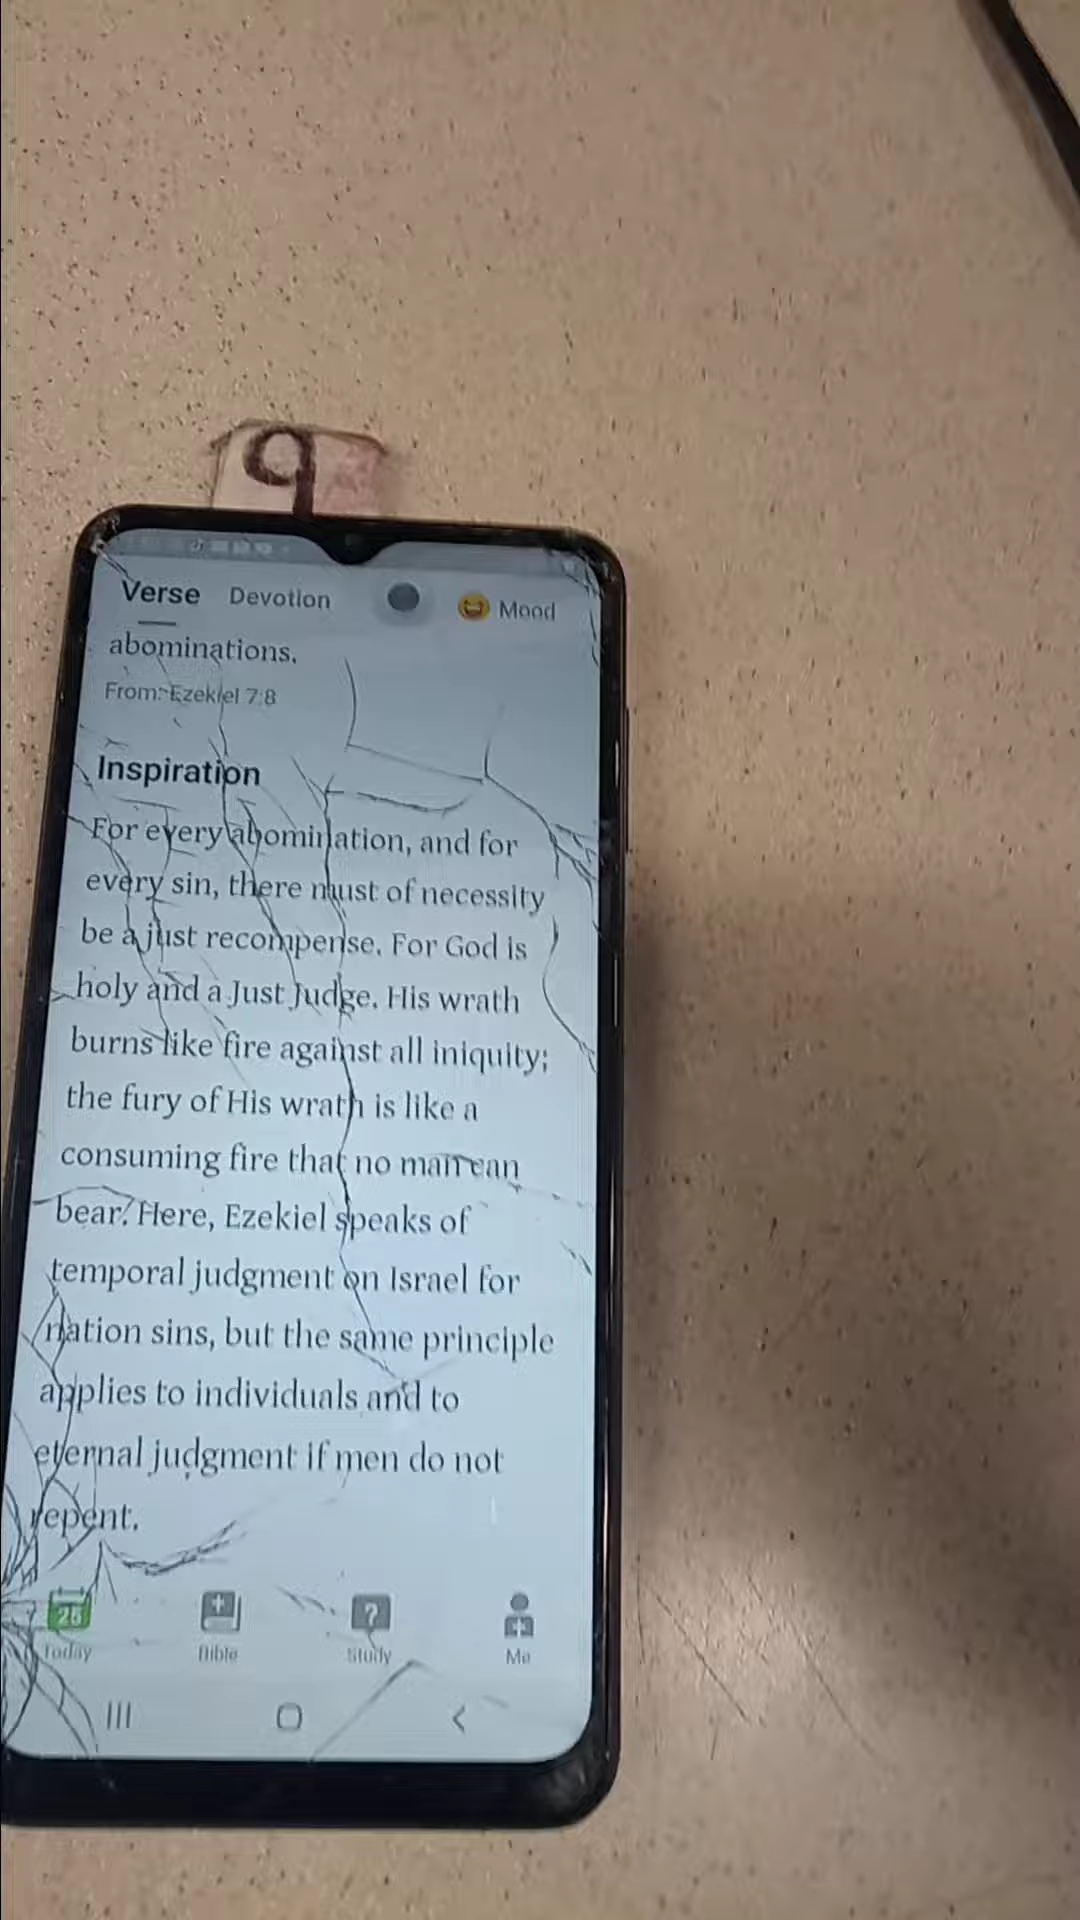 9
Verse Devotion Mood
abominations.
From: Ezekiel 7:8
Inspiration
For every abomination, and for
every sin, there must of necessity
be a just recompense. For God is
holy and a Just Judge. His wrath
burns like fire against all iniquity;
the fury of His wrath is like a
consuming fire that no man can
bear. Here, Ezekiel speaks of
temporal judgment on Israel for
nation sins, but the same principle
applies to individuals and to
eternal judgment if men do not
repent.
Today Bible Study Me